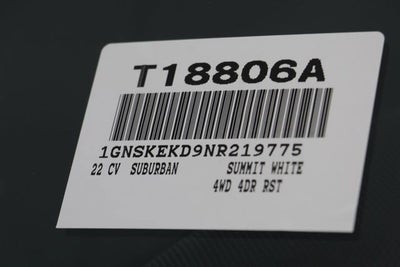 T18806A
1GNSKEKD9NR219775
22 CV SUBURBAN SUMMIT WHITE
4WD 4DR RST